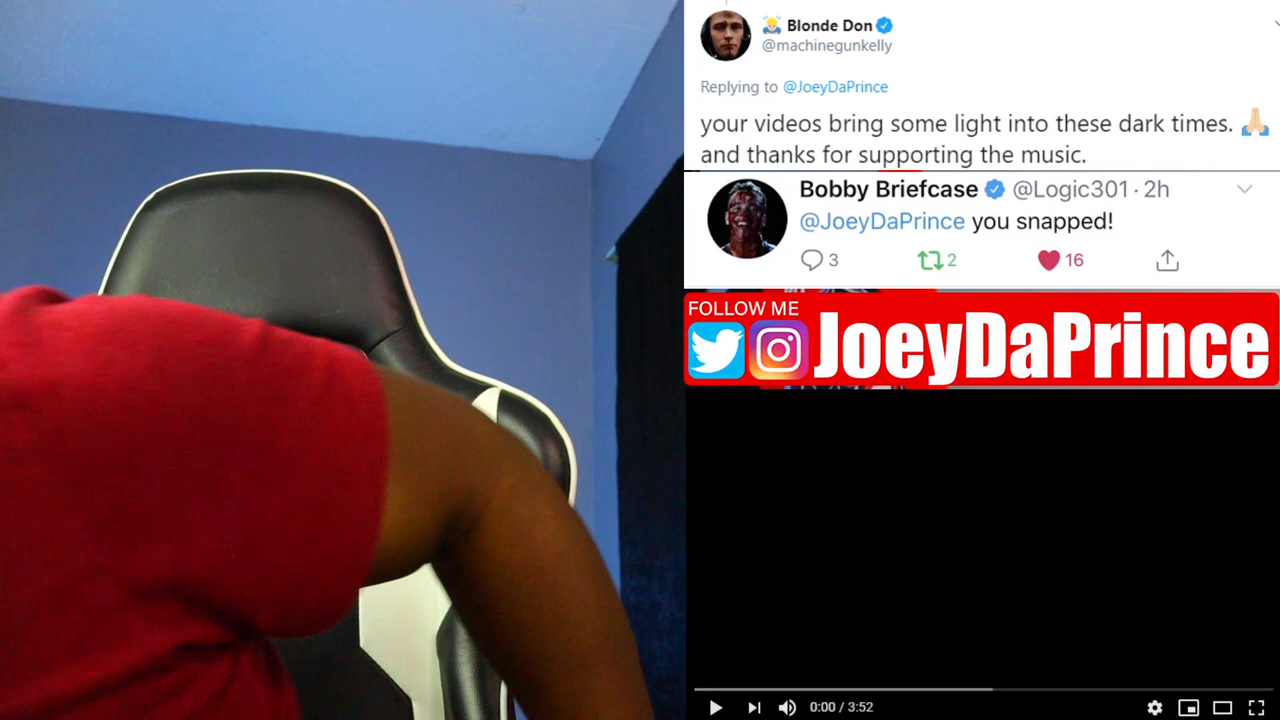 Blonde Don
@machinegunkelly
Replying to @JoeyDaPrince
your videos bring some light into these dark times. 🙏🏼
and thanks for supporting the music.
Bobby Briefcase @Logic301 · 2h
@JoeyDaPrince you snapped!
3 2 16
FOLLOW ME
JoeyDaPrince
0:00 / 3:52